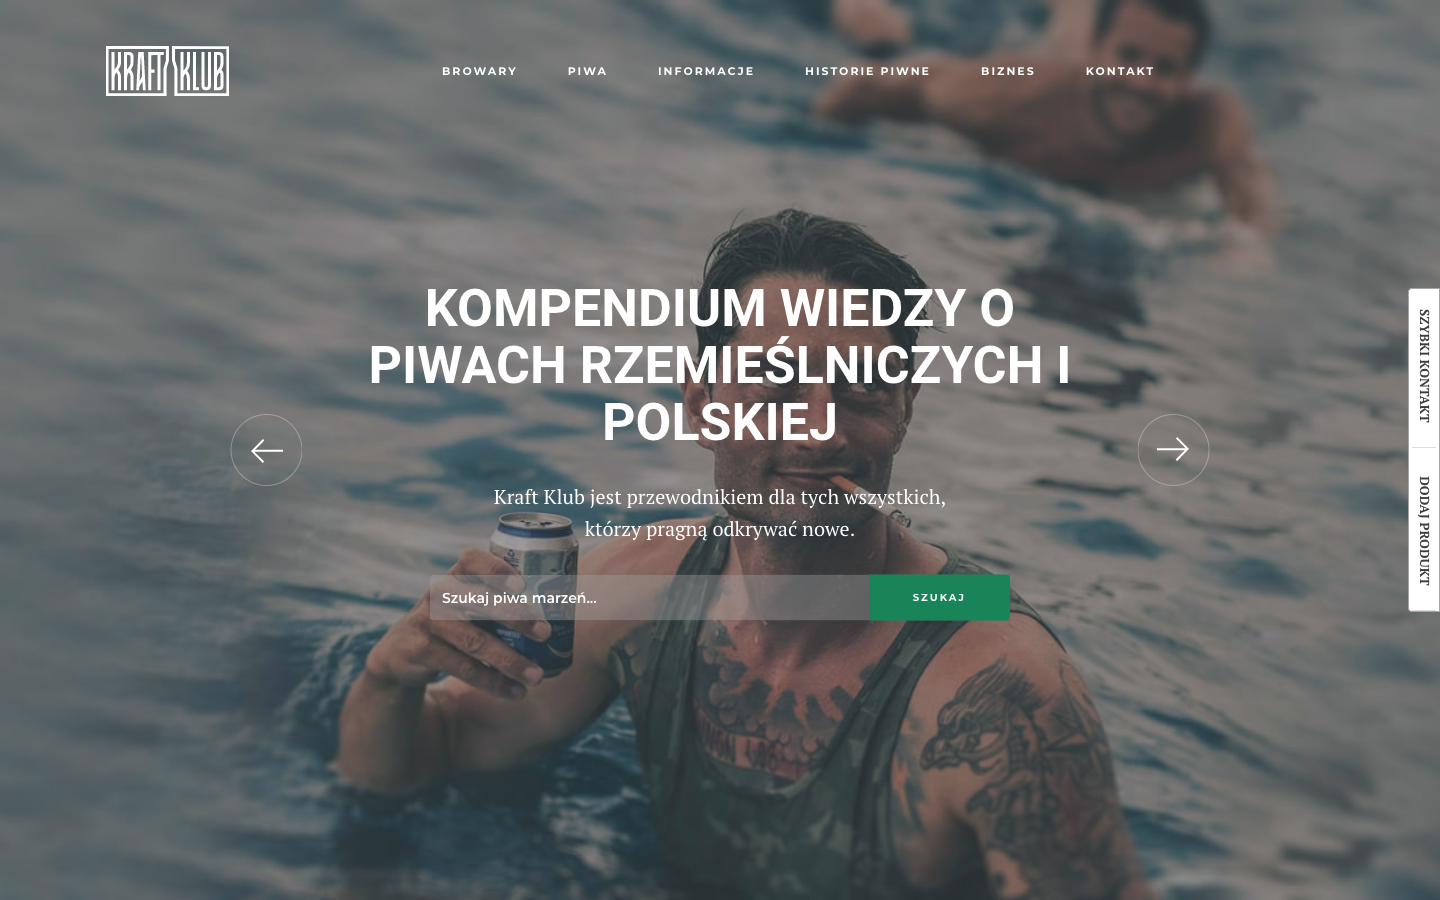 KRAFT KLUB
BROWARY PIWA INFORMACJE HISTORIE PIWNE BIZNES KONTAKT
KOMPENDIUM WIEDZY O
PIWACH RZEMIEŚLNICZYCH I
POLSKIEJ
Kraft Klub jest przewodnikiem dla tych wszystkich,
którzy pragną odkrywać nowe.
Szukaj piwa marzeń...
SZUKAJ
SZYBKI KONTAKT
DODAJ PRODUKT